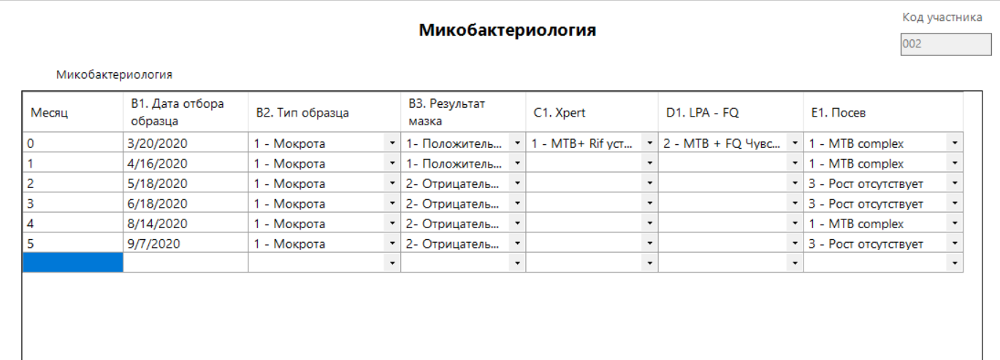 Код участника
Микобактериология
002
Микобактериология
Месяц B1. Дата отбора образца B2. Тип образца B3. Результат мазка C1. Xpert D1. LPA - FQ E1. Посев
0 3/20/2020 1 - Мокрота 1- Положитель... 1 - MTB+ Rif уст... 2 - MTB + FQ Чувс... 1 - MTB complex
1 4/16/2020 1 - Мокрота 1- Положитель... 1 - MTB complex
2 5/18/2020 1 - Мокрота 2- Отрицатель... 3 - Рост отсутствует
3 6/18/2020 1 - Мокрота 2- Отрицатель... 3 - Рост отсутствует
4 8/14/2020 1 - Мокрота 2- Отрицатель... 1 - MTB complex
5 9/7/2020 1 - Мокрота 2- Отрицатель... 3 - Рост отсутствует